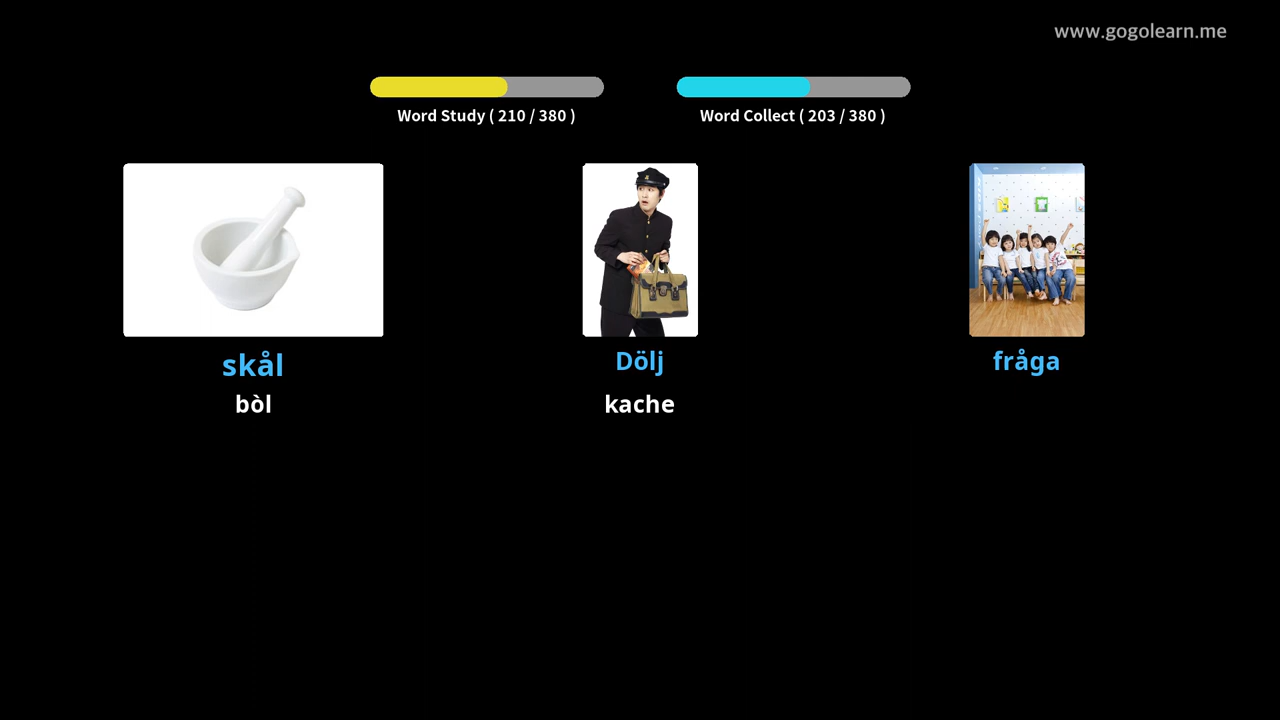 www.gogolearn.me
Word Study ( 210 / 380 )
Word Collect ( 203 / 380 )
skål
Dölj
fråga
bòl
kache